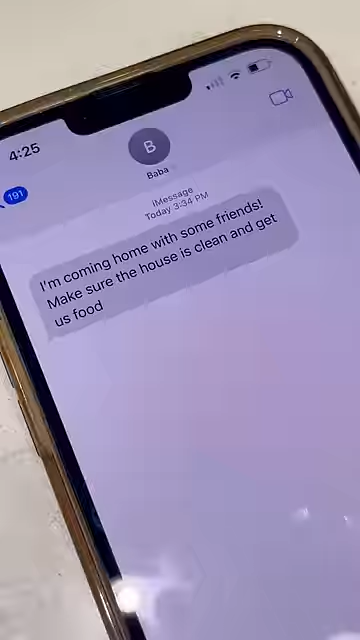 4:25
191
B
Baba
iMessage
Today 3:34 PM
I'm coming home with some friends!
Make sure the house is clean and get
us food